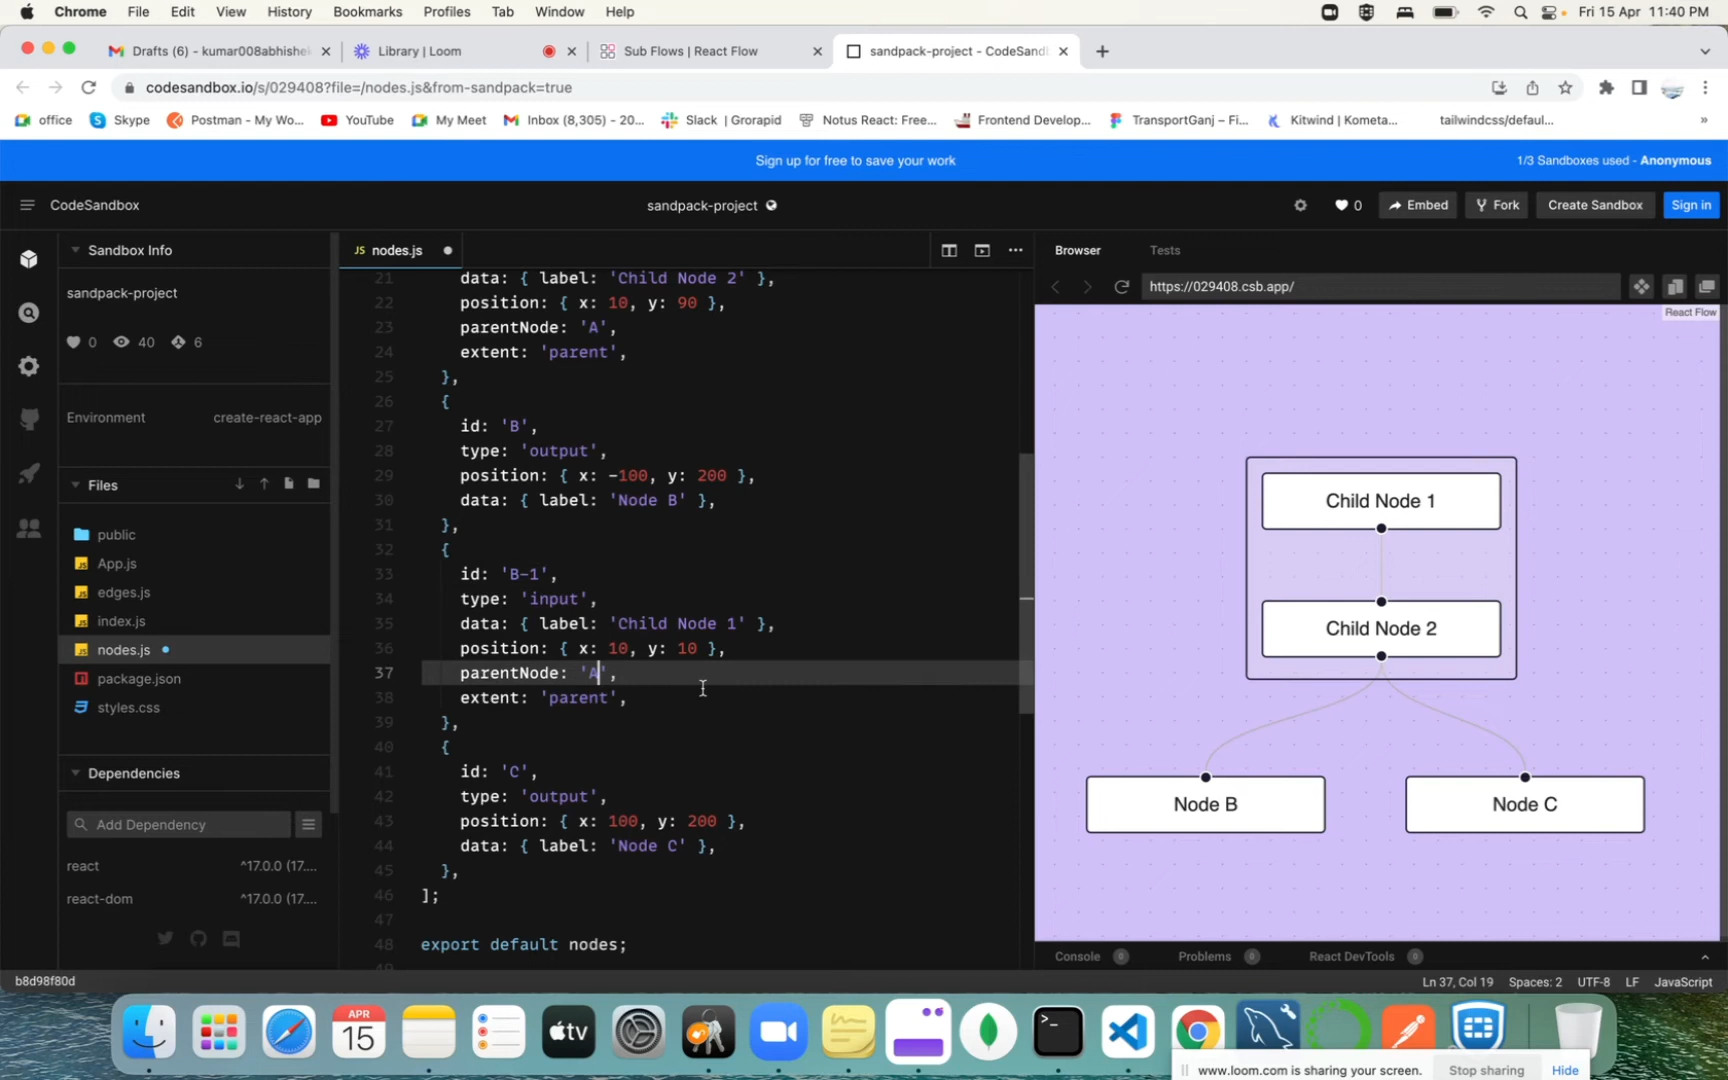 Chrome File Edit View History Bookmarks Profiles Tab Window Help Fri 15 Apr 11:40 PM
Drafts (6) - kumar008abhishek Library | Loom Sub Flows | React Flow sandpack-project - CodeSandl
codesandbox.io/s/029408?file=/nodes.js&from-sandpack=true
office Skype Postman - My Wo... YouTube My Meet Inbox (8,305) - 20... Slack | Grorapid Notus React: Free... Frontend Develop... TransportGanj – Fi... Kitwind | Kometa... tailwindcss/defaul... »
Sign up for free to save your work 1/3 Sandboxes used - Anonymous
CodeSandbox sandpack-project 0 Embed Fork Create Sandbox Sign in
Sandbox Info JS nodes.js Browser Tests
sandpack-project
0 40 6
Environment create-react-app
Files
public
App.js
edges.js
index.js
nodes.js
package.json
styles.css
Dependencies
Add Dependency
react ^17.0.0 (17....
react-dom ^17.0.0 (17....
21 data: { label: 'Child Node 2' },
22 position: { x: 10, y: 90 },
23 parentNode: 'A',
24 extent: 'parent',
25 },
26 {
27 id: 'B',
28 type: 'output',
29 position: { x: -100, y: 200 },
30 data: { label: 'Node B' },
31 },
32 {
33 id: 'B-1',
34 type: 'input',
35 data: { label: 'Child Node 1' },
36 position: { x: 10, y: 10 },
37 parentNode: 'A',
38 extent: 'parent',
39 },
40 {
41 id: 'C',
42 type: 'output',
43 position: { x: 100, y: 200 },
44 data: { label: 'Node C' },
45 },
46 ];
47
48 export default nodes;
https://029408.csb.app/
React Flow
Child Node 1
Child Node 2
Node B Node C
Console 0 Problems 0 React DevTools 0
b8d98f80d Ln 37, Col 19 Spaces: 2 UTF-8 LF JavaScript
APR
15
tv
>_
www.loom.com is sharing your screen. Stop sharing Hide